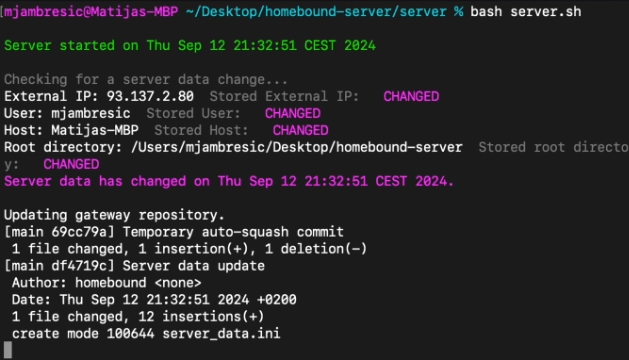 [mjambresic@Matijas-MBP ~/Desktop/homebound-server/server % bash server.sh
Server started on Thu Sep 12 21:32:51 CEST 2024
Checking for a server data change...
External IP: 93.137.2.80  Stored External IP:   CHANGED
User: mjambresic  Stored User:   CHANGED
Host: Matijas-MBP  Stored Host:   CHANGED
Root directory: /Users/mjambresic/Desktop/homebound-server  Stored root directo
y:   CHANGED
Server data has changed on Thu Sep 12 21:32:51 CEST 2024.
Updating gateway repository.
[main 69cc79a] Temporary auto-squash commit
 1 file changed, 1 insertion(+), 1 deletion(-)
[main df4719c] Server data update
 Author: homebound <none>
 Date: Thu Sep 12 21:32:51 2024 +0200
 1 file changed, 12 insertions(+)
 create mode 100644 server_data.ini